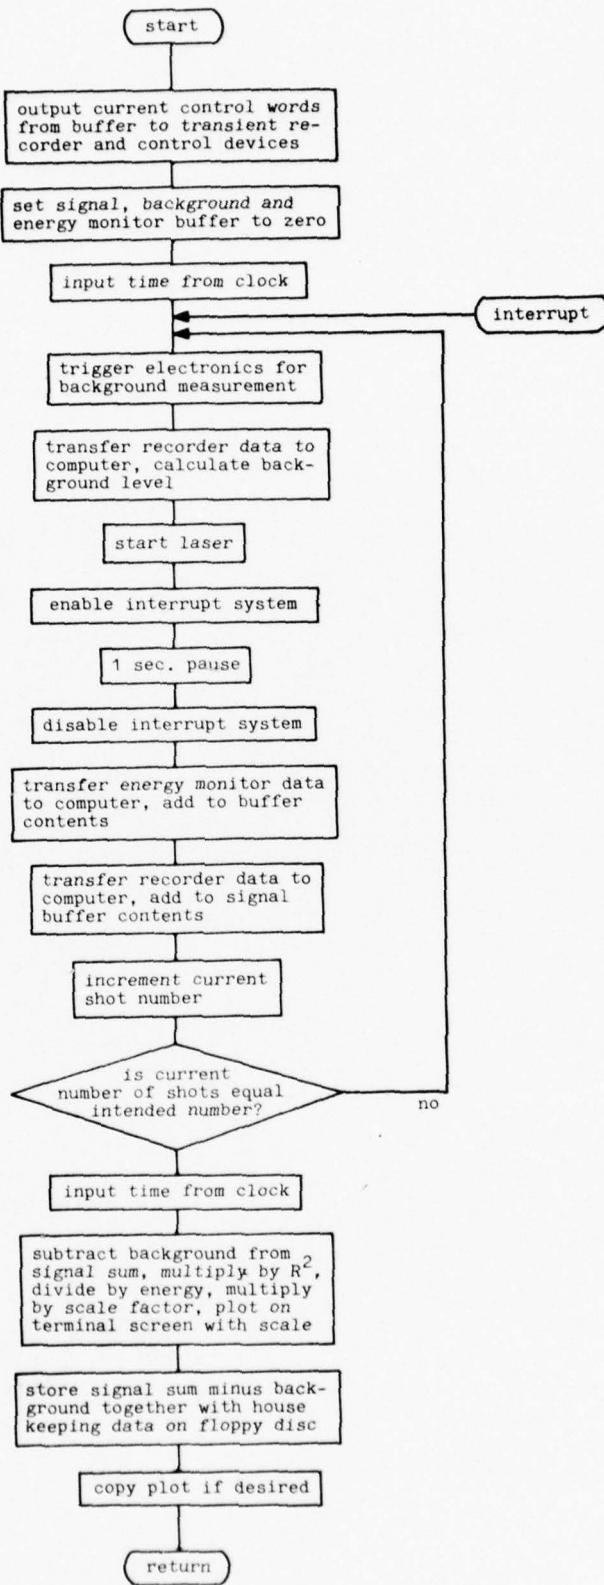 start
output current control words
from buffer to transient re-
corder and control devices
set signal, background and
energy monitor buffer to zero
input time from clock
interrupt
trigger electronics for
background measurement
transfer recorder data to
computer, calculate back-
ground level
start laser
enable interrupt system
1 sec. pause
disable interrupt system
transfer energy monitor data
to computer, add to buffer
contents
transfer recorder data to
computer, add to signal
buffer contents
increment current
shot number
is current
number of shots equal
intended number?
no
input time from clock
subtract background from
signal sum, multiply by R²,
divide by energy, multiply
by scale factor, plot on
terminal screen with scale
store signal sum minus back-
ground together with house
keeping data on floppy disc
copy plot if desired
return